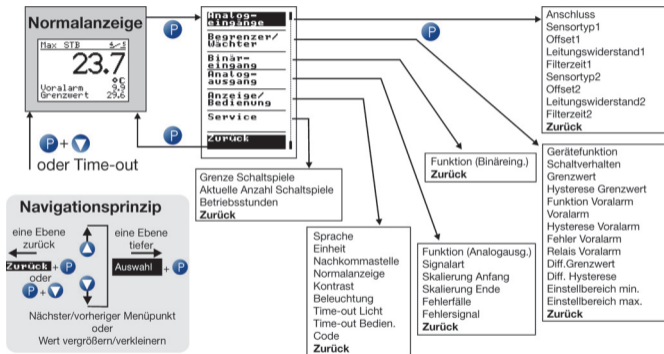 Normalanzeige
Max STB
23.7
°C
Voralarm 9.9
Grenzwert 29.6
P
P
P
P + 
oder Time-out
Analog-
eingänge
Begrenzer/
Wächter
Binär-
eingang
Analog-
ausgang
Anzeige/
Bedienung
Service
Zurück
Anschluss
Sensortyp1
Offset1
Leitungswiderstand1
Filterzeit1
Sensortyp2
Offset2
Leitungswiderstand2
Filterzeit2
Zurück
Gerätefunktion
Schaltverhalten
Grenzwert
Hysterese Grenzwert
Funktion Voralarm
Voralarm
Hysterese Voralarm
Fehler Voralarm
Relais Voralarm
Diff.Grenzwert
Diff. Hysterese
Einstellbereich min.
Einstellbereich max.
Zurück
Funktion (Binäreing.)
Zurück
Funktion (Analogausg.)
Signalart
Skalierung Anfang
Skalierung Ende
Fehlerfälle
Fehlersignal
Zurück
Sprache
Einheit
Nachkommastelle
Normalanzeige
Kontrast
Beleuchtung
Time-out Licht
Time-out Bedien.
Code
Zurück
Grenze Schaltspiele
Aktuelle Anzahl Schaltspiele
Betriebsstunden
Zurück
Navigationsprinzip
eine Ebene
zurück
Zurück + P
oder
P + 
eine Ebene
tiefer
Auswahl + P
Nächster/vorheriger Menüpunkt
oder
Wert vergrößern/verkleinern